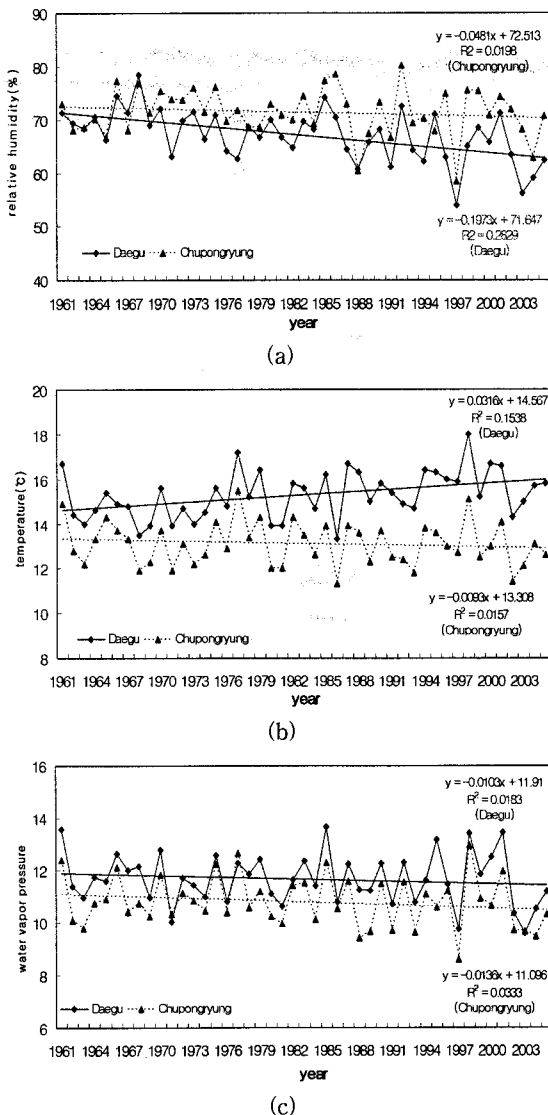 y = -0.0481x + 72.513
R2 = 0.0198
(Chupongryung)
90
80
70
60
50
40
relative humidity(%)
y = -0.1973x + 71.647
R2 = 0.2629
(Daegu)
Daegu Chupongryung
1961 1964 1967 1970 1973 1976 1979 1982 1985 1988 1991 1994 1997 2000 2003
year
(a)
y = 0.0316x + 14.567
R² = 0.1538
(Daegu)
20
18
16
14
12
10
8
temperature(℃)
y = -0.0093x + 13.308
R² = 0.0157
(Chupongryung)
Daegu Chupongryung
1961 1964 1967 1970 1973 1976 1979 1982 1985 1988 1991 1994 1997 2000 2003
year
(b)
y = -0.0103x + 11.91
R² = 0.0183
(Daegu)
16
14
12
10
8
6
water vapor pressure
y = -0.0136x + 11.096
R² = 0.0333
(Chupongryung)
Daegu Chupongryung
1961 1964 1967 1970 1973 1976 1979 1982 1985 1988 1991 1994 1997 2000 2003
year
(c)